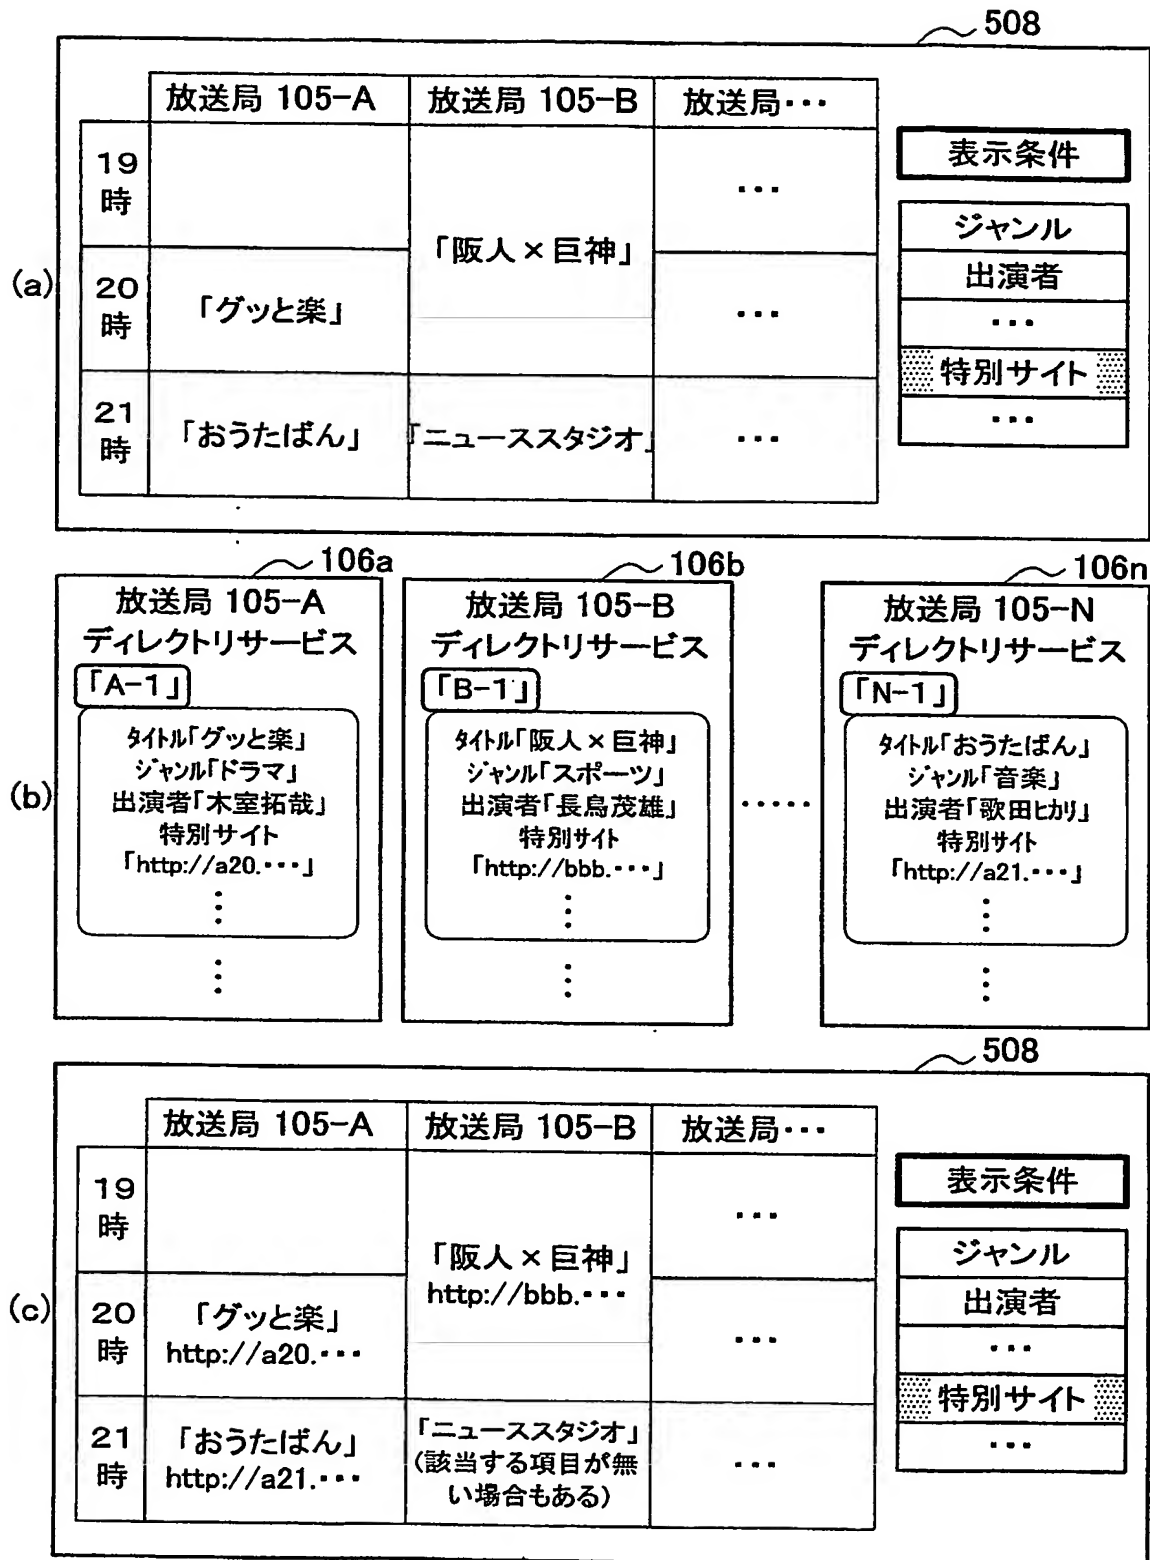 508
放送局 105-A
放送局 105-B
放送局・・・
表示条件
19時
・・・
ジャンル
「阪人×巨神」
出演者
(a)
20時
「グッと楽」
・・・
・・・
特別サイト
21時
「おうたばん」
「ニューススタジオ」
・・・
・・・
106a
放送局 105-A
ディレクトリサービス
「A-1」
タイトル「グッと楽」
ジャンル「ドラマ」
出演者「木室拓哉」
特別サイト
「http://a20.・・・」
106b
放送局 105-B
ディレクトリサービス
「B-1」
タイトル「阪人×巨神」
ジャンル「スポーツ」
出演者「長鳥茂雄」
特別サイト
「http://bbb.・・・」
(b)
・・・・・
106n
放送局 105-N
ディレクトリサービス
「N-1」
タイトル「おうたばん」
ジャンル「音楽」
出演者「歌田ヒカリ」
特別サイト
「http://a21.・・・」
508
放送局 105-A
放送局 105-B
放送局・・・
表示条件
19時
・・・
ジャンル
「阪人×巨神」
http://bbb.・・・
出演者
(c)
20時
「グッと楽」
http://a20.・・・
・・・
・・・
特別サイト
21時
「おうたばん」
http://a21.・・・
「ニューススタジオ」
(該当する項目が無
い場合もある)
・・・
・・・